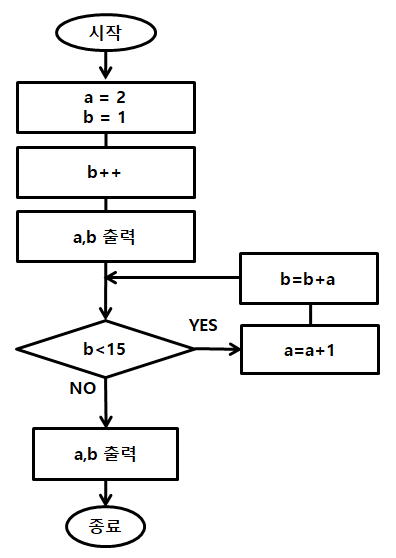 시작
a = 2
b = 1
b++
a,b 출력
b=b+a
YES
b<15
a=a+1
NO
a,b 출력
종료